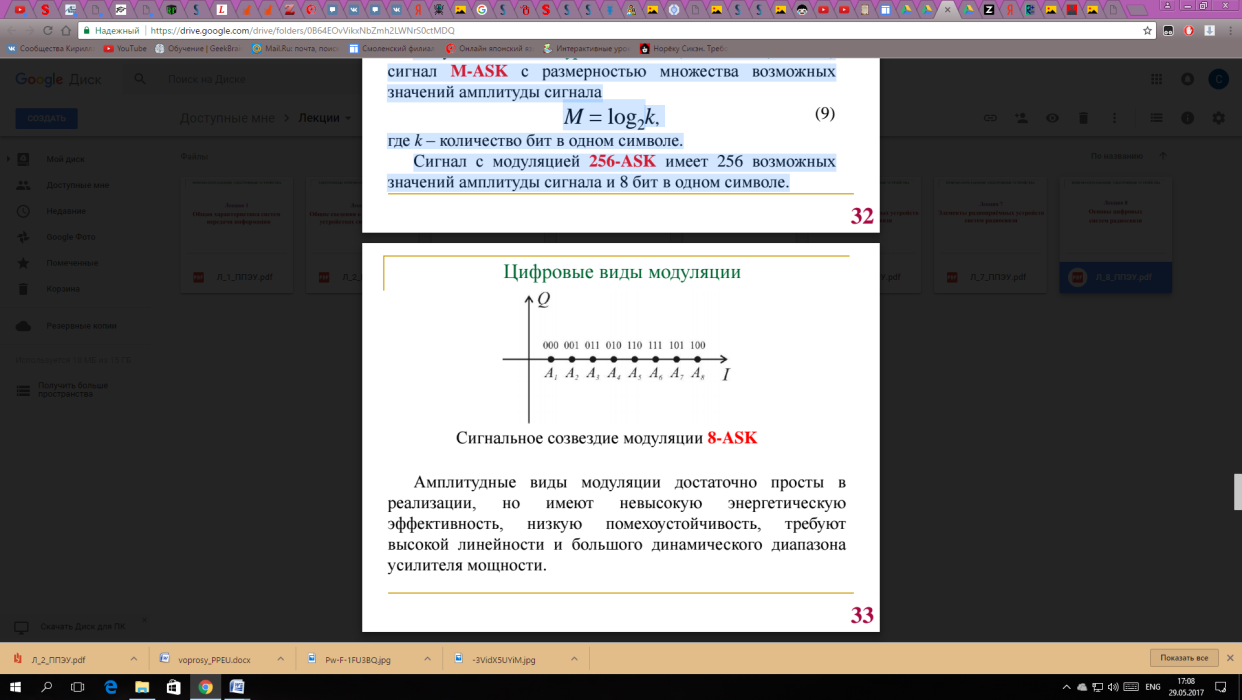 Надежный | https://drive.google.com/drive/folders/0B64EOvVikxNbZmh2LWNrS0ctMDQ
Сообщества Кирилл YouTube Обучение | GeekBra Mail.Ru: почта, поис Смоленский филиал Онлайн японский яз Интерактивные урок Норёку Сикэн. Треб
Google Диск Поиск на Диске
СОЗДАТЬ Доступные мне > Лекции
Мой диск
Доступные мне
Недавние
Google Фото
Помеченные
Корзина
Резервные копии
Получить больше
пространства
Скачать Диск для ПК
Файлы По названию
Л_1_ППЭУ.pdf Л_2_ Л_7_ППЭУ.pdf Л_8_ППЭУ.pdf
сигнал M-ASK с размерностью множества возможных
значений амплитуды сигнала
M = log₂k, (9)
где k – количество бит в одном символе.
Сигнал с модуляцией 256-ASK имеет 256 возможных
значений амплитуды сигнала и 8 бит в одном символе.
32
Цифровые виды модуляции
Q
000 001 011 010 110 111 101 100
A₁ A₂ A₃ A₄ A₅ A₆ A₇ A₈ I
Сигнальное созвездие модуляции 8-ASK
Амплитудные виды модуляции достаточно просты в
реализации, но имеют невысокую энергетическую
эффективность, низкую помехоустойчивость, требуют
высокой линейности и большого динамического диапазона
усилителя мощности.
33
Л_2_ППЭУ.pdf voprosy_PPEU.docx Pw-F-1FU3BQ.jpg -3VidX5UYiM.jpg Показать все
ENG 17:08
29.05.2017